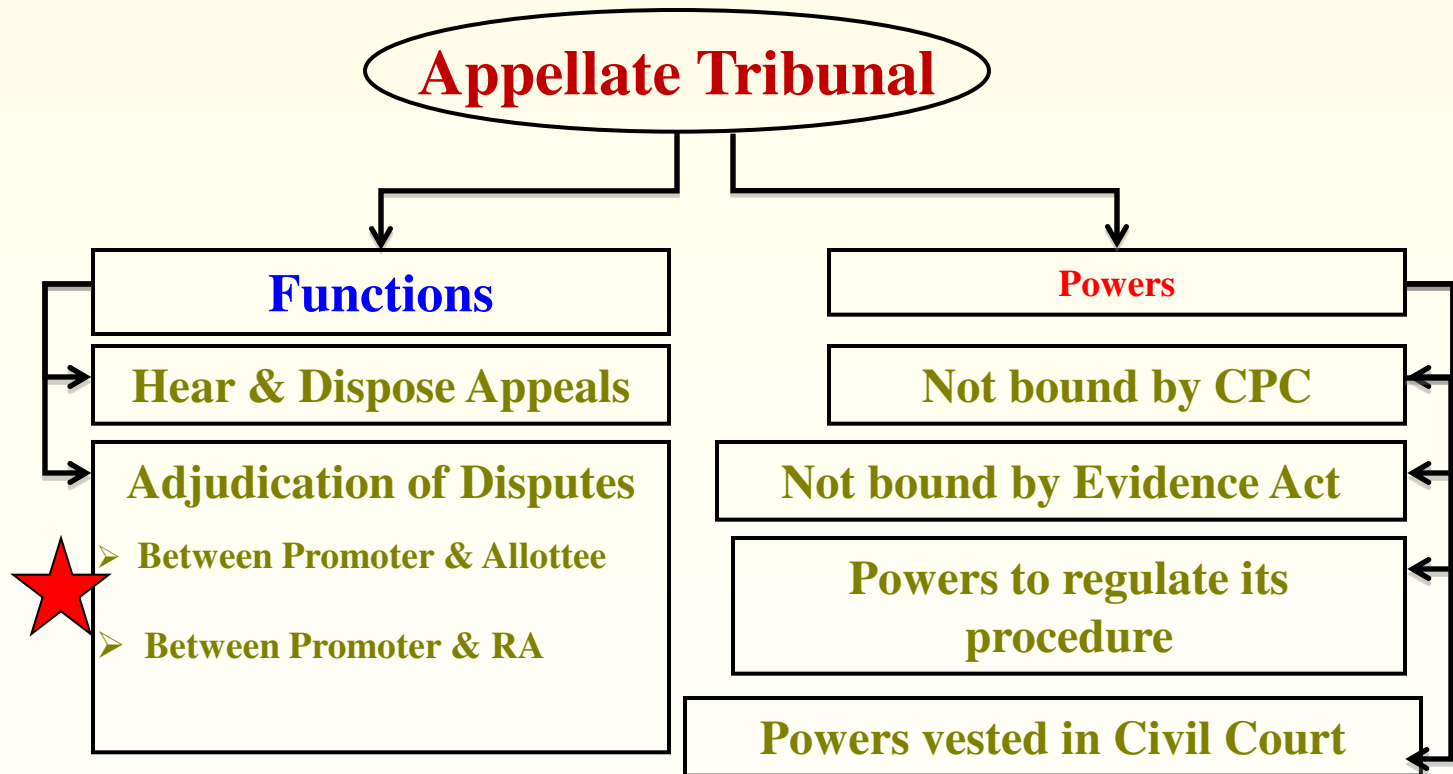 Appellate Tribunal
Functions
Hear & Dispose Appeals
Adjudication of Disputes
➢ Between Promoter & Allottee
➢ Between Promoter & RA
Powers
Not bound by CPC
Not bound by Evidence Act
Powers to regulate its
procedure
Powers vested in Civil Court